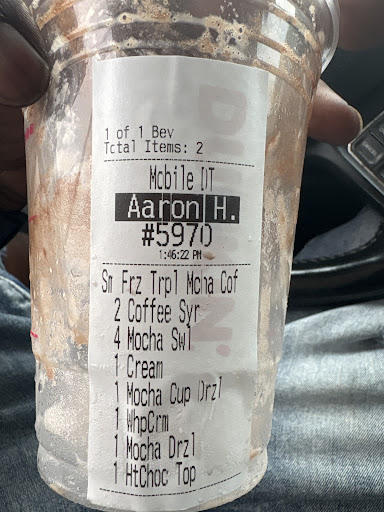 1 of 1 Bev
Total Items: 2
Mobile DT
Aaron H.
#5970
1:46:22 PM
Sm Frz Trpl Mcha Cof
2 Coffee Syr
4 Mocha Swl
1 Cream
1 Mocha Cup Drzl
1 WhpCrm
1 Mocha Drzl
1 HtChoc Top